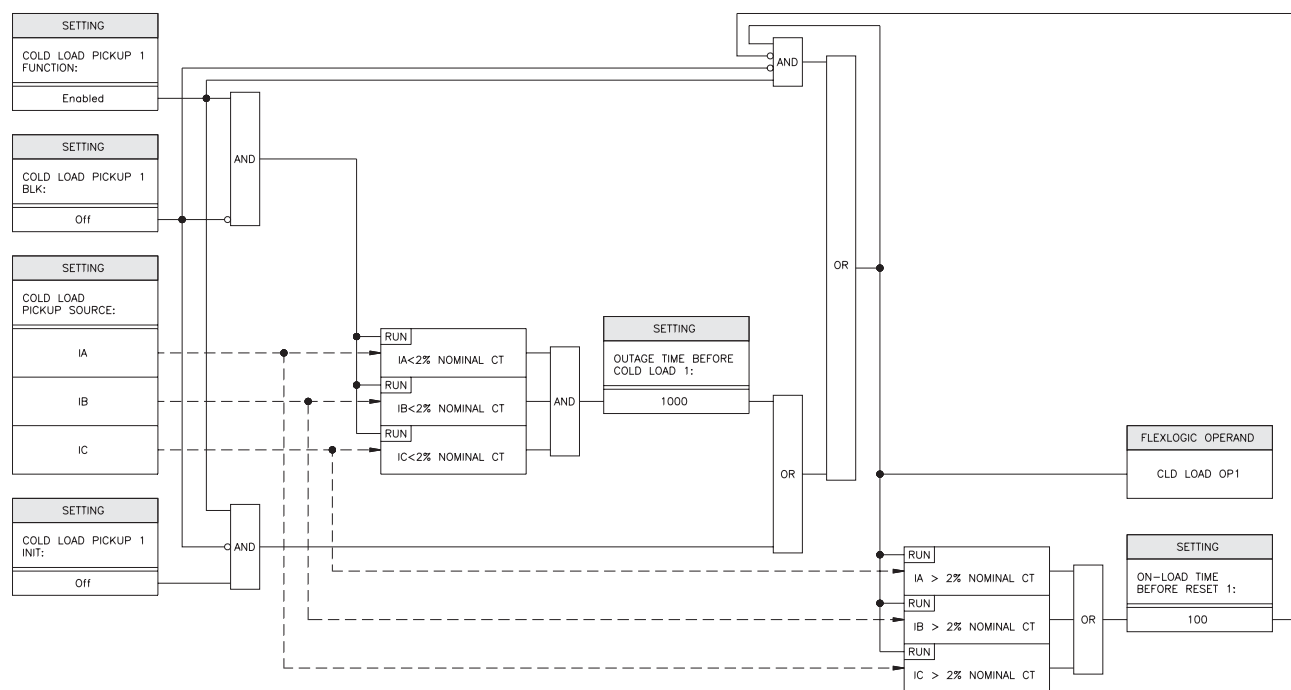 SETTING
COLD LOAD PICKUP 1
FUNCTION:
Enabled
SETTING
COLD LOAD PICKUP 1
BLK:
Off
SETTING
COLD LOAD
PICKUP SOURCE:
IA
IB
IC
SETTING
COLD LOAD PICKUP 1
INIT:
Off
AND
AND
RUN
IA<2% NOMINAL CT
RUN
IB<2% NOMINAL CT
RUN
IC<2% NOMINAL CT
AND
SETTING
OUTAGE TIME BEFORE
COLD LOAD 1:
1000
OR
AND
OR
FLEXLOGIC OPERAND
CLD LOAD OP1
RUN
IA > 2% NOMINAL CT
RUN
IB > 2% NOMINAL CT
RUN
IC > 2% NOMINAL CT
OR
SETTING
ON-LOAD TIME
BEFORE RESET 1:
100